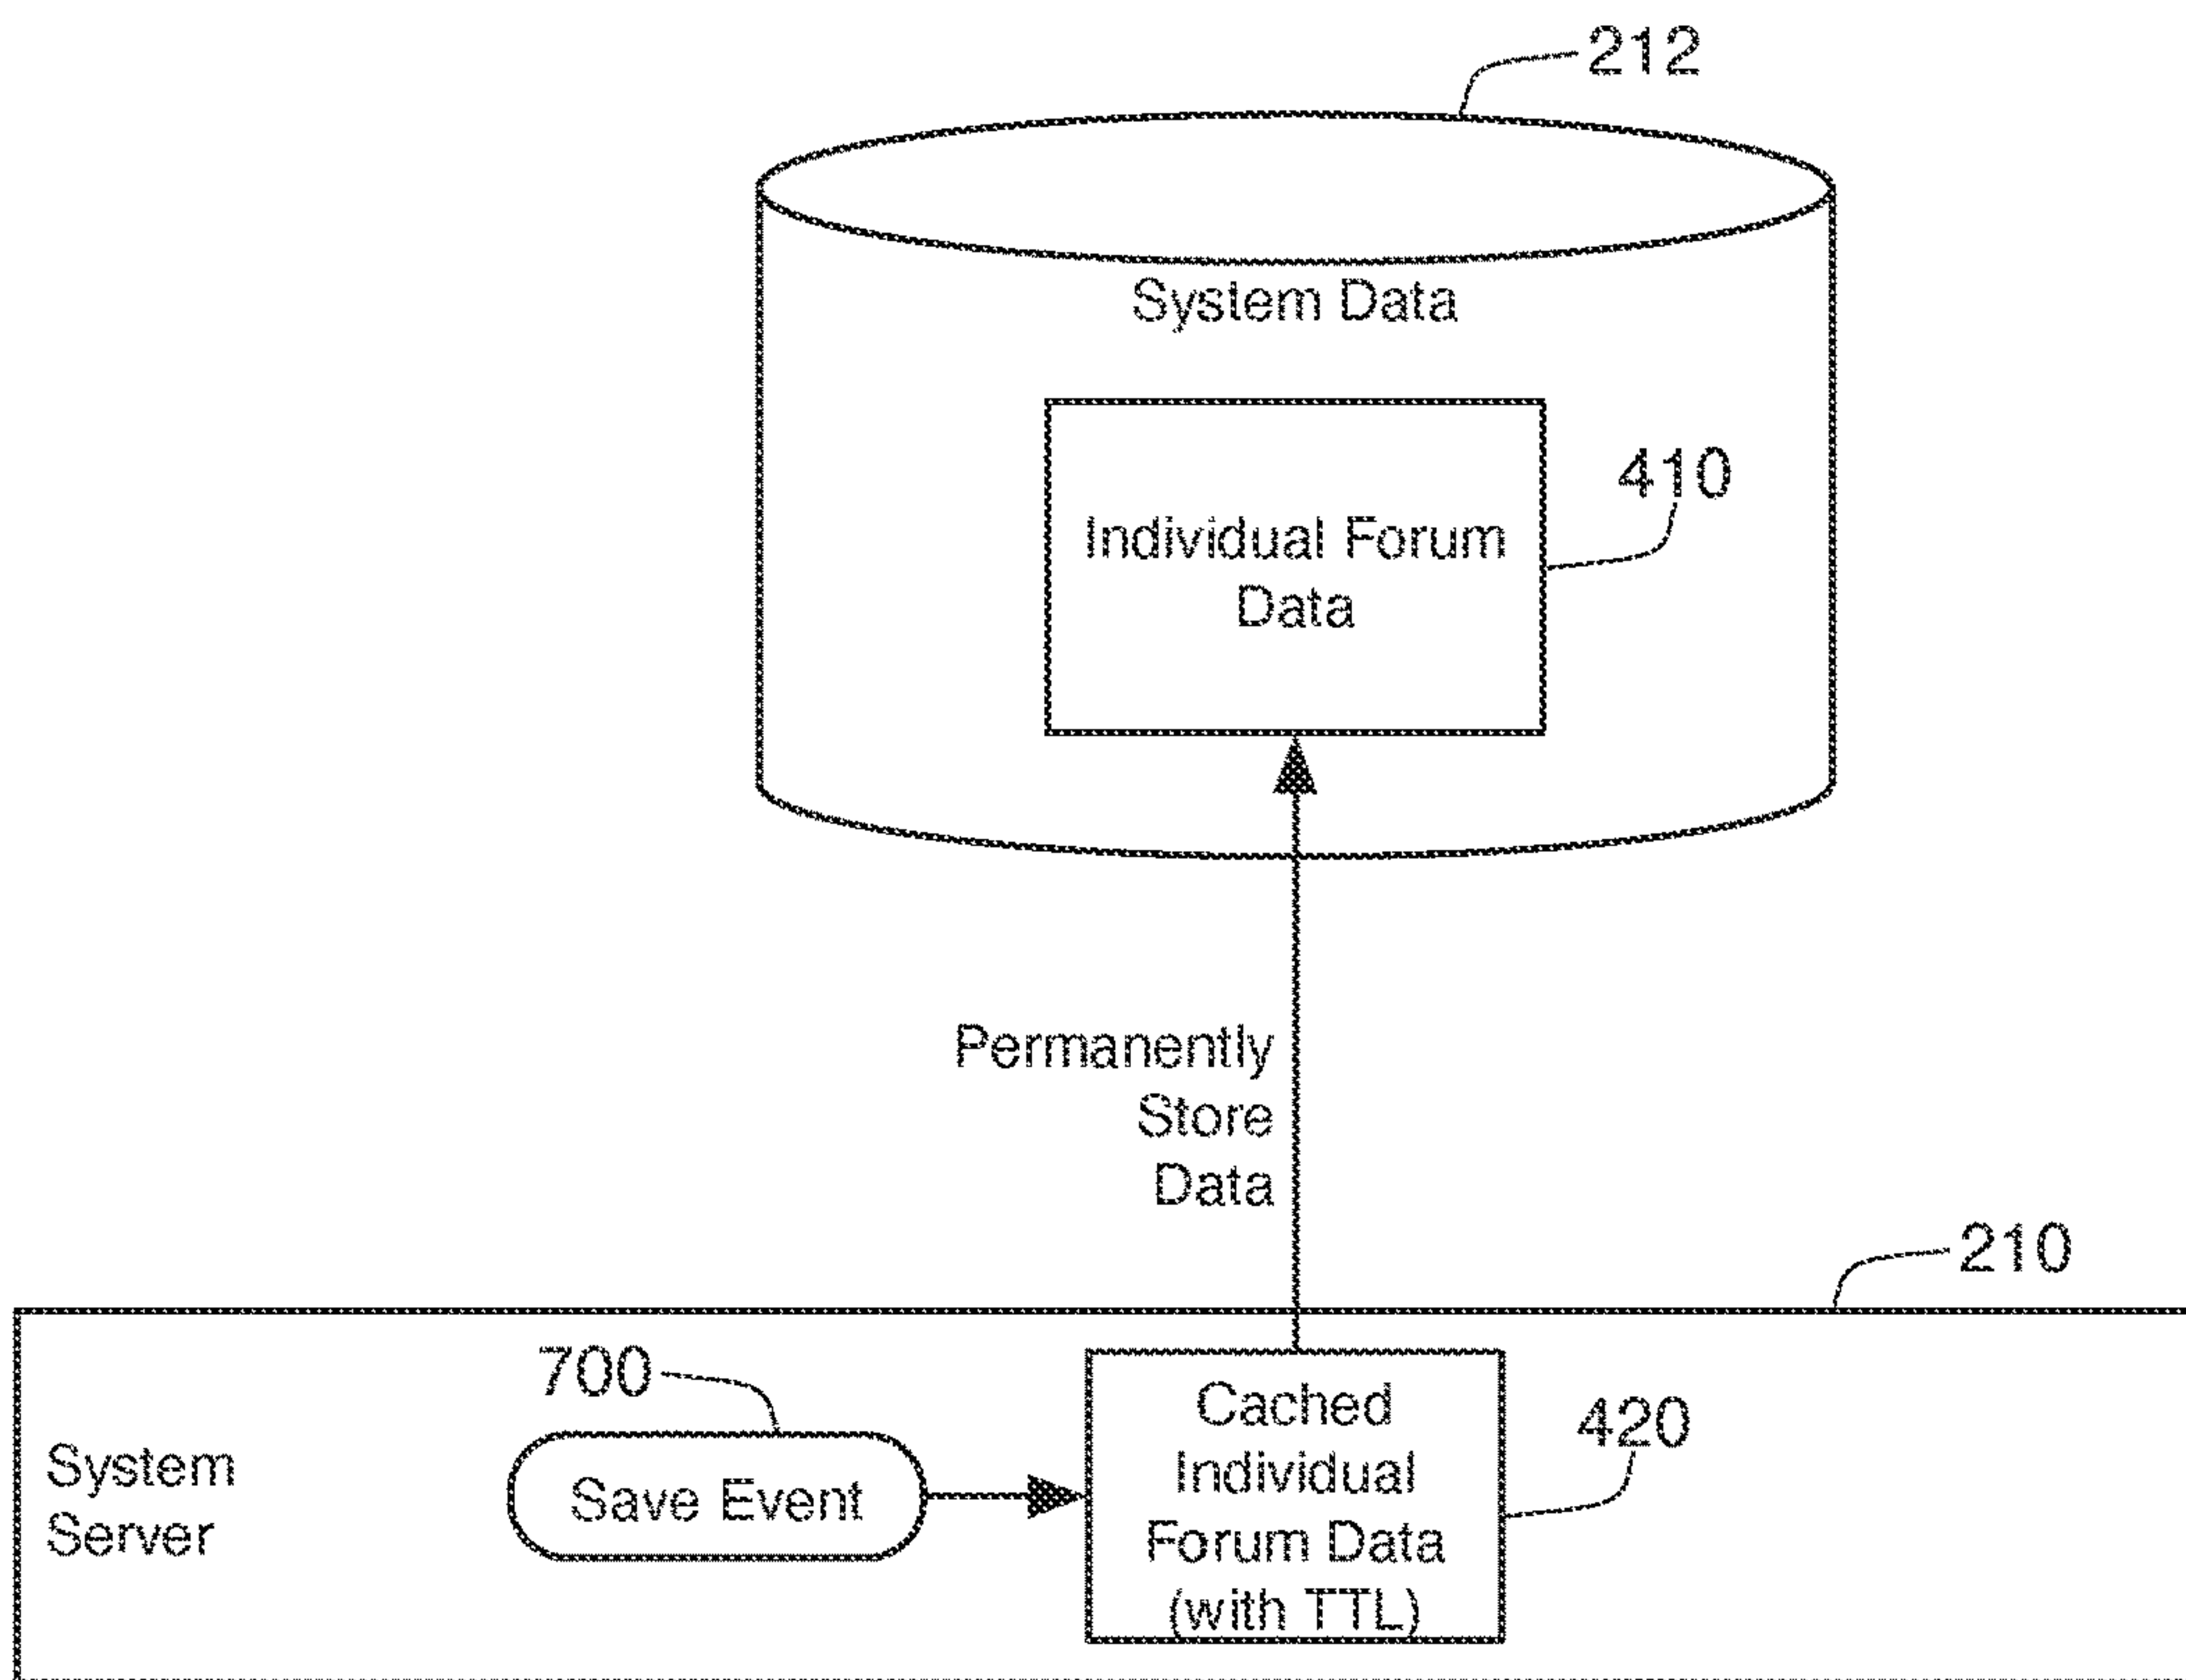 212
System Data
410
Individual Forum
Data
Permanently
Store
Data
210
700
Cached
Individual
Forum Data
(with TTL)
420
System
Server
Save Event